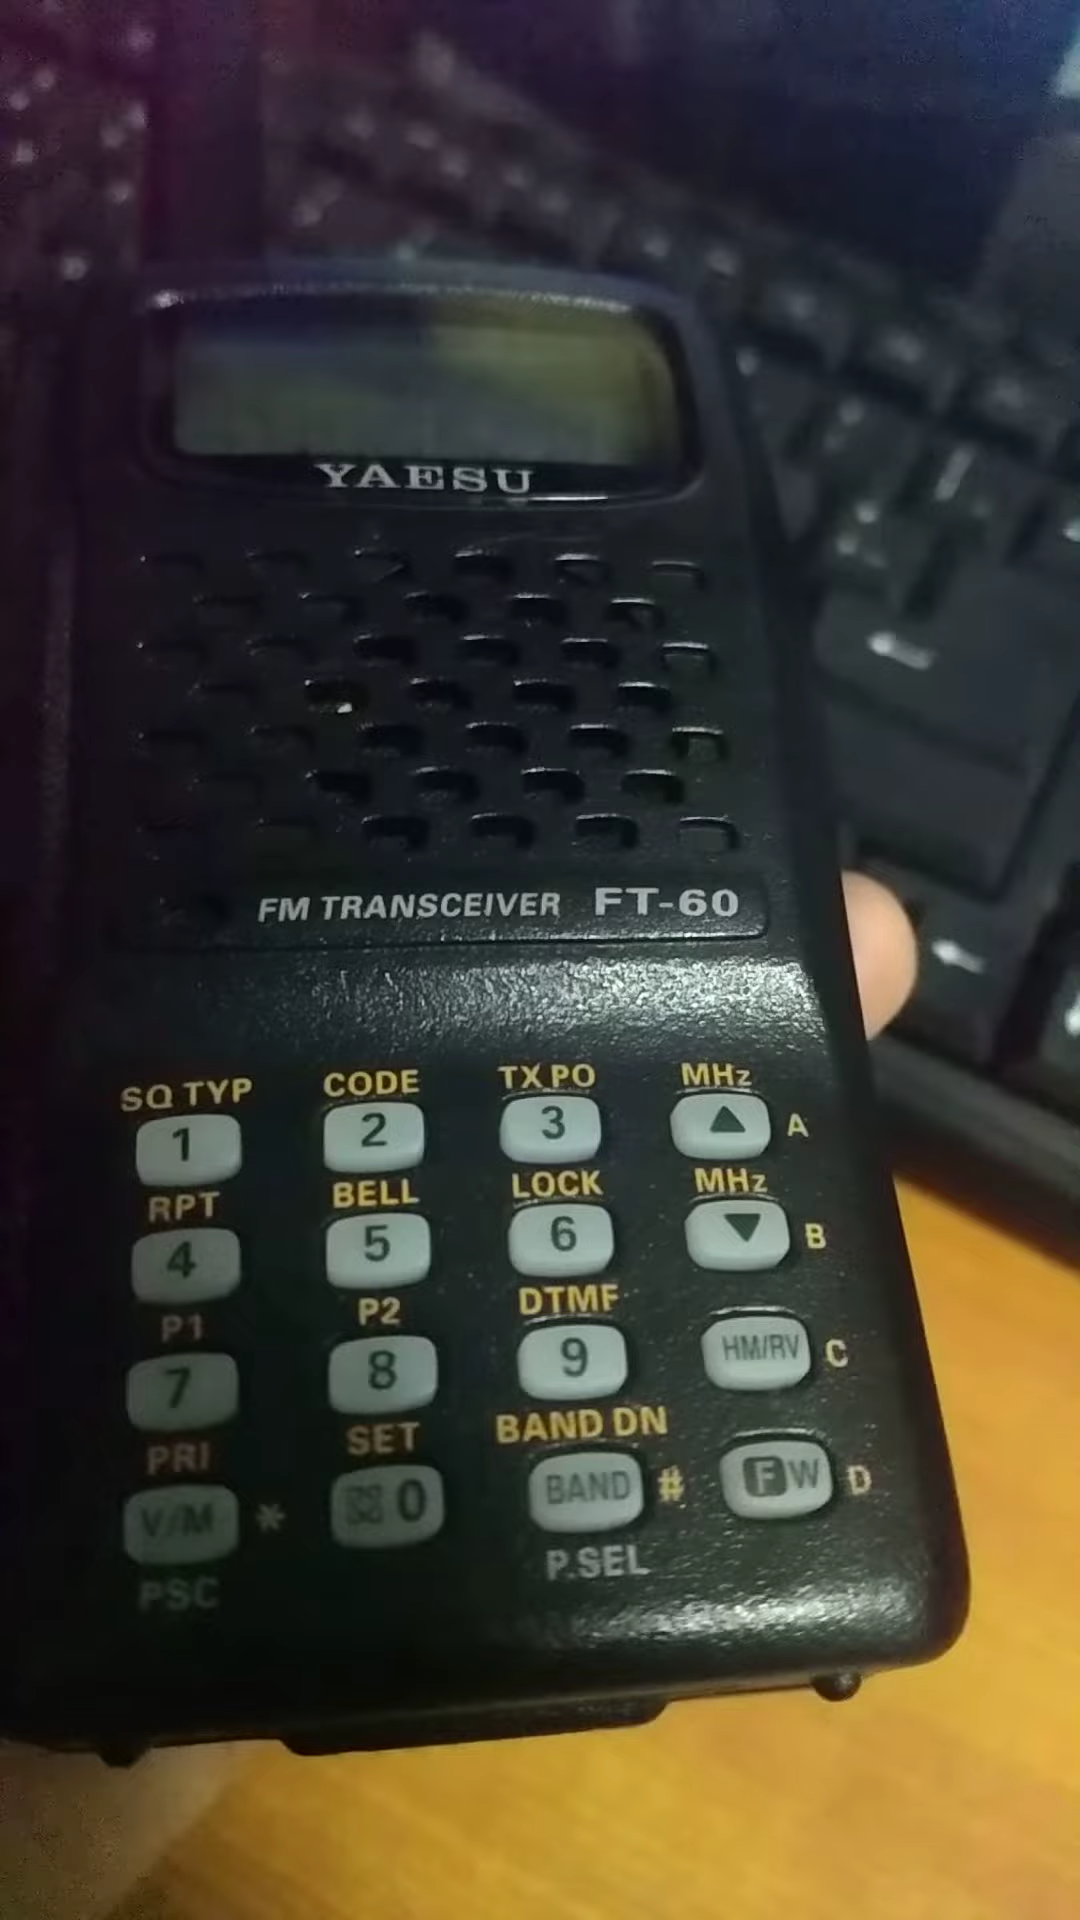 YAESU
FM TRANSCEIVER FT-60
SQ TYP CODE TX PO MHz
1 2 3 ▲ A
RPT BELL LOCK MHz
4 5 6 ▼ B
P1 P2 DTMF
7 8 9 HM/RV C
PRI SET BAND DN
V/M * 0 BAND # F W D
PSC P.SEL